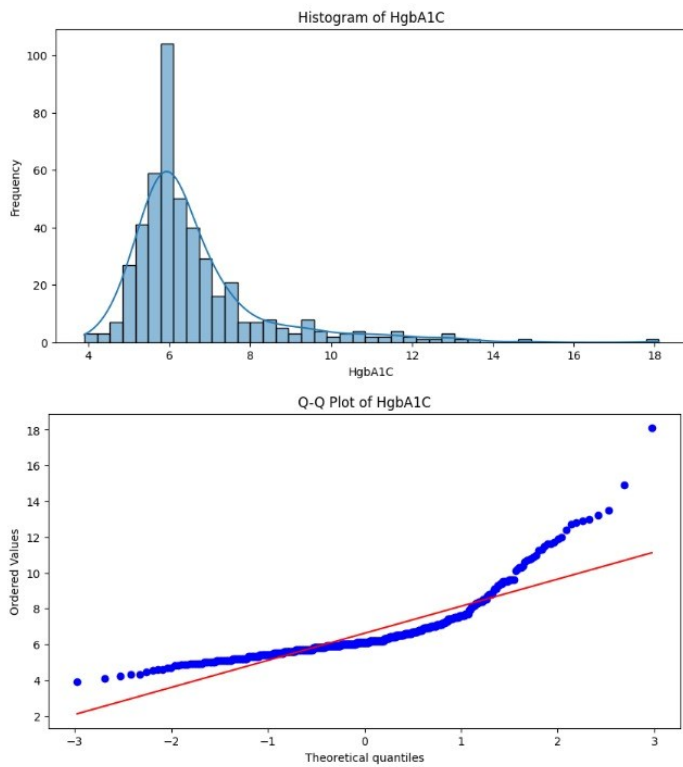 Histogram of HgbA1C
100
80
60
40
20
0
Frequency
4 6 8 10 12 14 16 18
HgbA1C
Q-Q Plot of HgbA1C
18
16
14
12
10
8
6
4
2
Ordered Values
−3 −2 −1 0 1 2 3
Theoretical quantiles